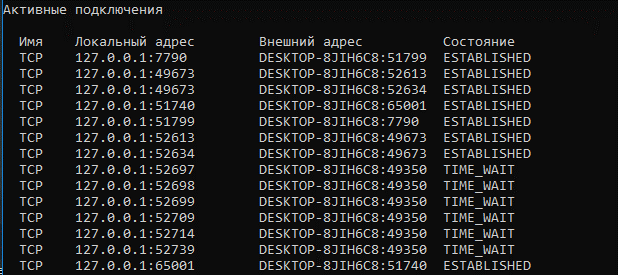 Активные подключения
Имя Локальный адрес Внешний адрес Состояние
TCP 127.0.0.1:7790 DESKTOP-8JIH6C8:51799 ESTABLISHED
TCP 127.0.0.1:49673 DESKTOP-8JIH6C8:52613 ESTABLISHED
TCP 127.0.0.1:49673 DESKTOP-8JIH6C8:52634 ESTABLISHED
TCP 127.0.0.1:51740 DESKTOP-8JIH6C8:65001 ESTABLISHED
TCP 127.0.0.1:51799 DESKTOP-8JIH6C8:7790 ESTABLISHED
TCP 127.0.0.1:52613 DESKTOP-8JIH6C8:49673 ESTABLISHED
TCP 127.0.0.1:52634 DESKTOP-8JIH6C8:49673 ESTABLISHED
TCP 127.0.0.1:52697 DESKTOP-8JIH6C8:49350 TIME_WAIT
TCP 127.0.0.1:52698 DESKTOP-8JIH6C8:49350 TIME_WAIT
TCP 127.0.0.1:52699 DESKTOP-8JIH6C8:49350 TIME_WAIT
TCP 127.0.0.1:52709 DESKTOP-8JIH6C8:49350 TIME_WAIT
TCP 127.0.0.1:52714 DESKTOP-8JIH6C8:49350 TIME_WAIT
TCP 127.0.0.1:52739 DESKTOP-8JIH6C8:49350 TIME_WAIT
TCP 127.0.0.1:65001 DESKTOP-8JIH6C8:51740 ESTABLISHED